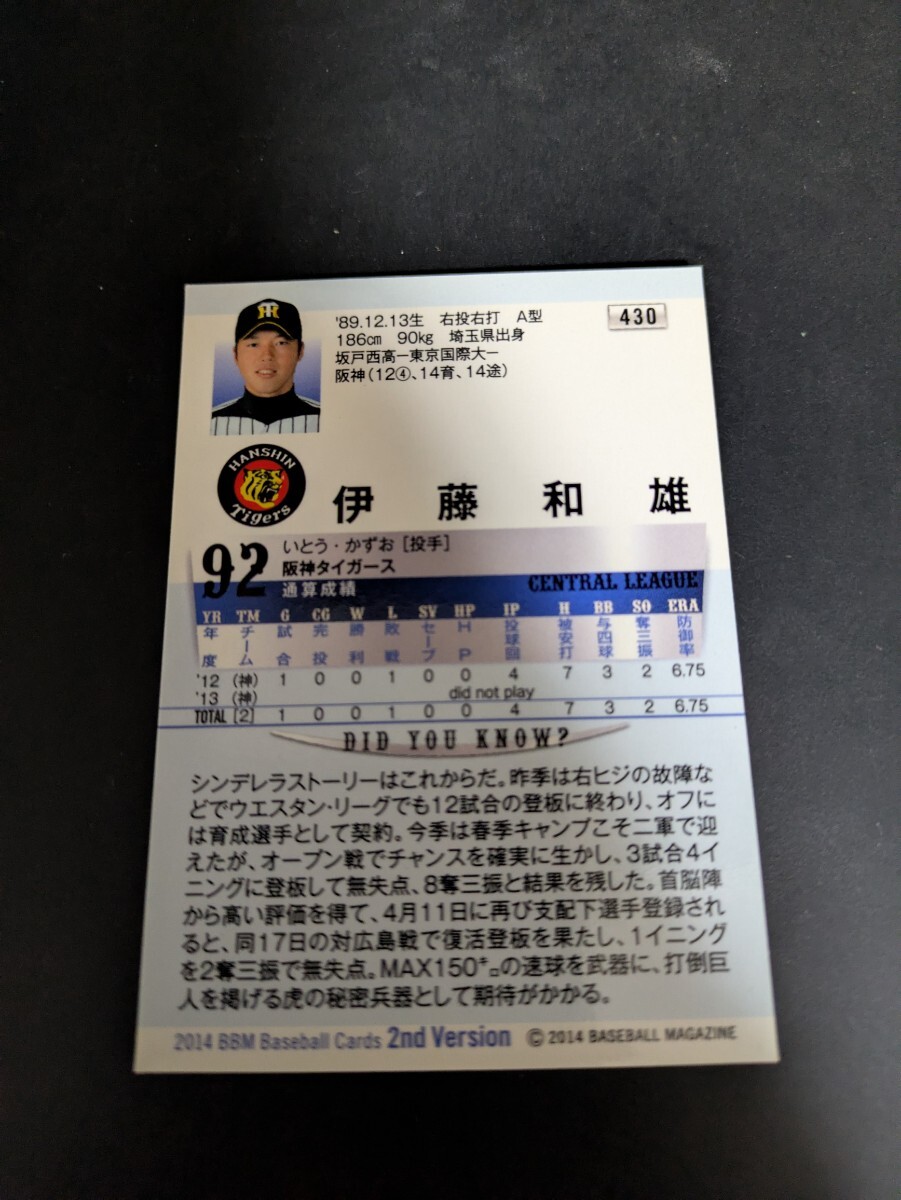 '89.12.13生 右投右打 A型
186cm 90kg 埼玉県出身
坂戸西高ー東京国際大ー
阪神(12④、14育、14途)
430
HANSHIN
Tigers
伊藤和雄
92
いとう・かずお [投手]
阪神タイガース
通算成績
CENTRAL LEAGUE
YR TM G CG W L SV HP IP H BB SO ERA
年度 チーム 試合 完投 勝利 敗戦 セーブ HP 投球回 被安打 与四球 奪三振 防御率
'12 (神) 1 0 0 1 0 0 4 7 3 2 6.75
'13 (神) did not play
TOTAL [2] 1 0 0 1 0 0 4 7 3 2 6.75
DID YOU KNOW?
シンデレラストーリーはこれからだ。昨季は右ヒジの故障な
どでウエスタン・リーグでも12試合の登板に終わり、オフに
は育成選手として契約。今季は春季キャンプこそ二軍で迎
えたが、オープン戦でチャンスを確実に生かし、3試合4イ
ニングに登板して無失点、8奪三振と結果を残した。首脳陣
から高い評価を得て、4月11日に再び支配下選手登録され
ると、同17日の対広島戦で復活登板を果たし、1イニング
を2奪三振で無失点。MAX150㌔の速球を武器に、打倒巨
人を掲げる虎の秘密兵器として期待がかかる。
2014 BBM Baseball Cards 2nd Version © 2014 BASEBALL MAGAZINE